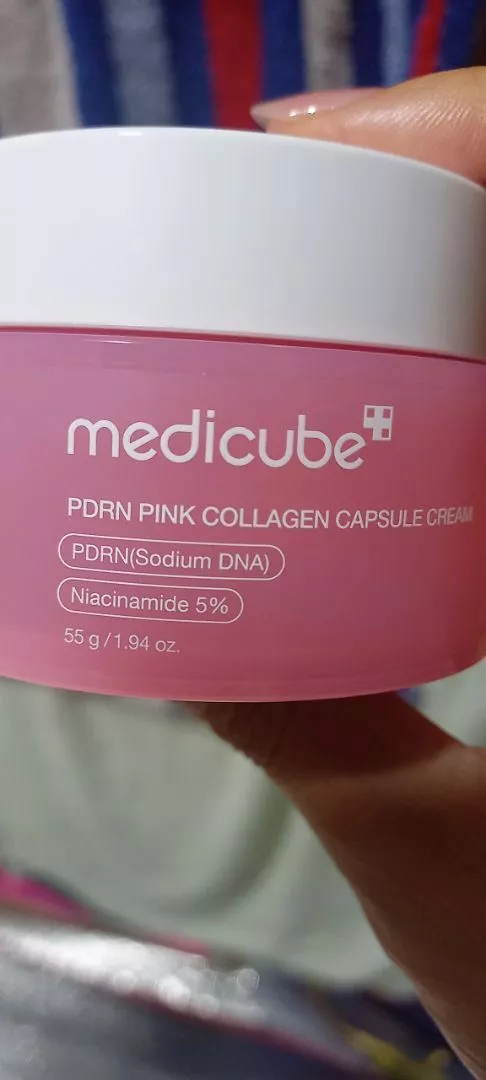 medicube
PDRN PINK COLLAGEN CAPSULE CREAM
PDRN(Sodium DNA)
Niacinamide 5%
55 g / 1.94 oz.